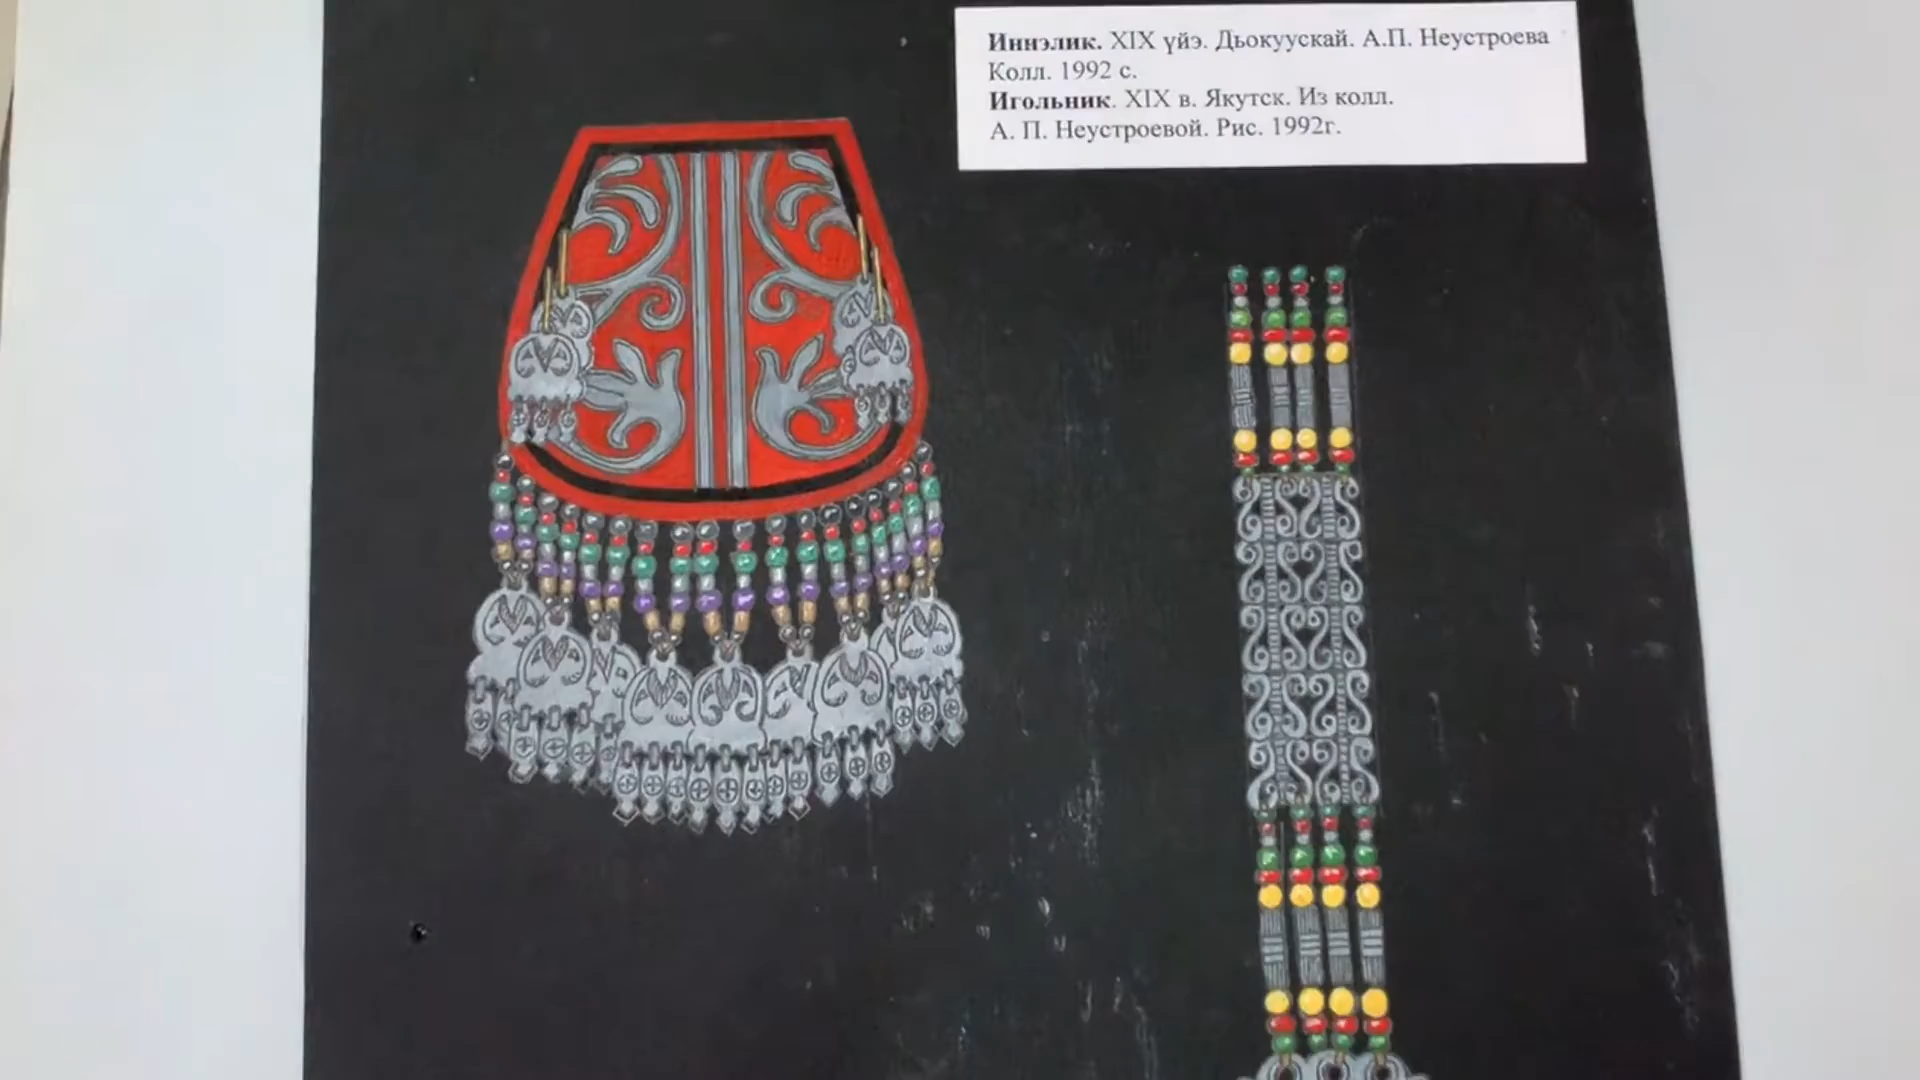 Иннэлик. XIX үйэ. Дьокуускай. А.П. Неустроева
Колл. 1992 с.
Игольник. XIX в. Якутск. Из колл.
А. П. Неустроевой. Рис. 1992г.